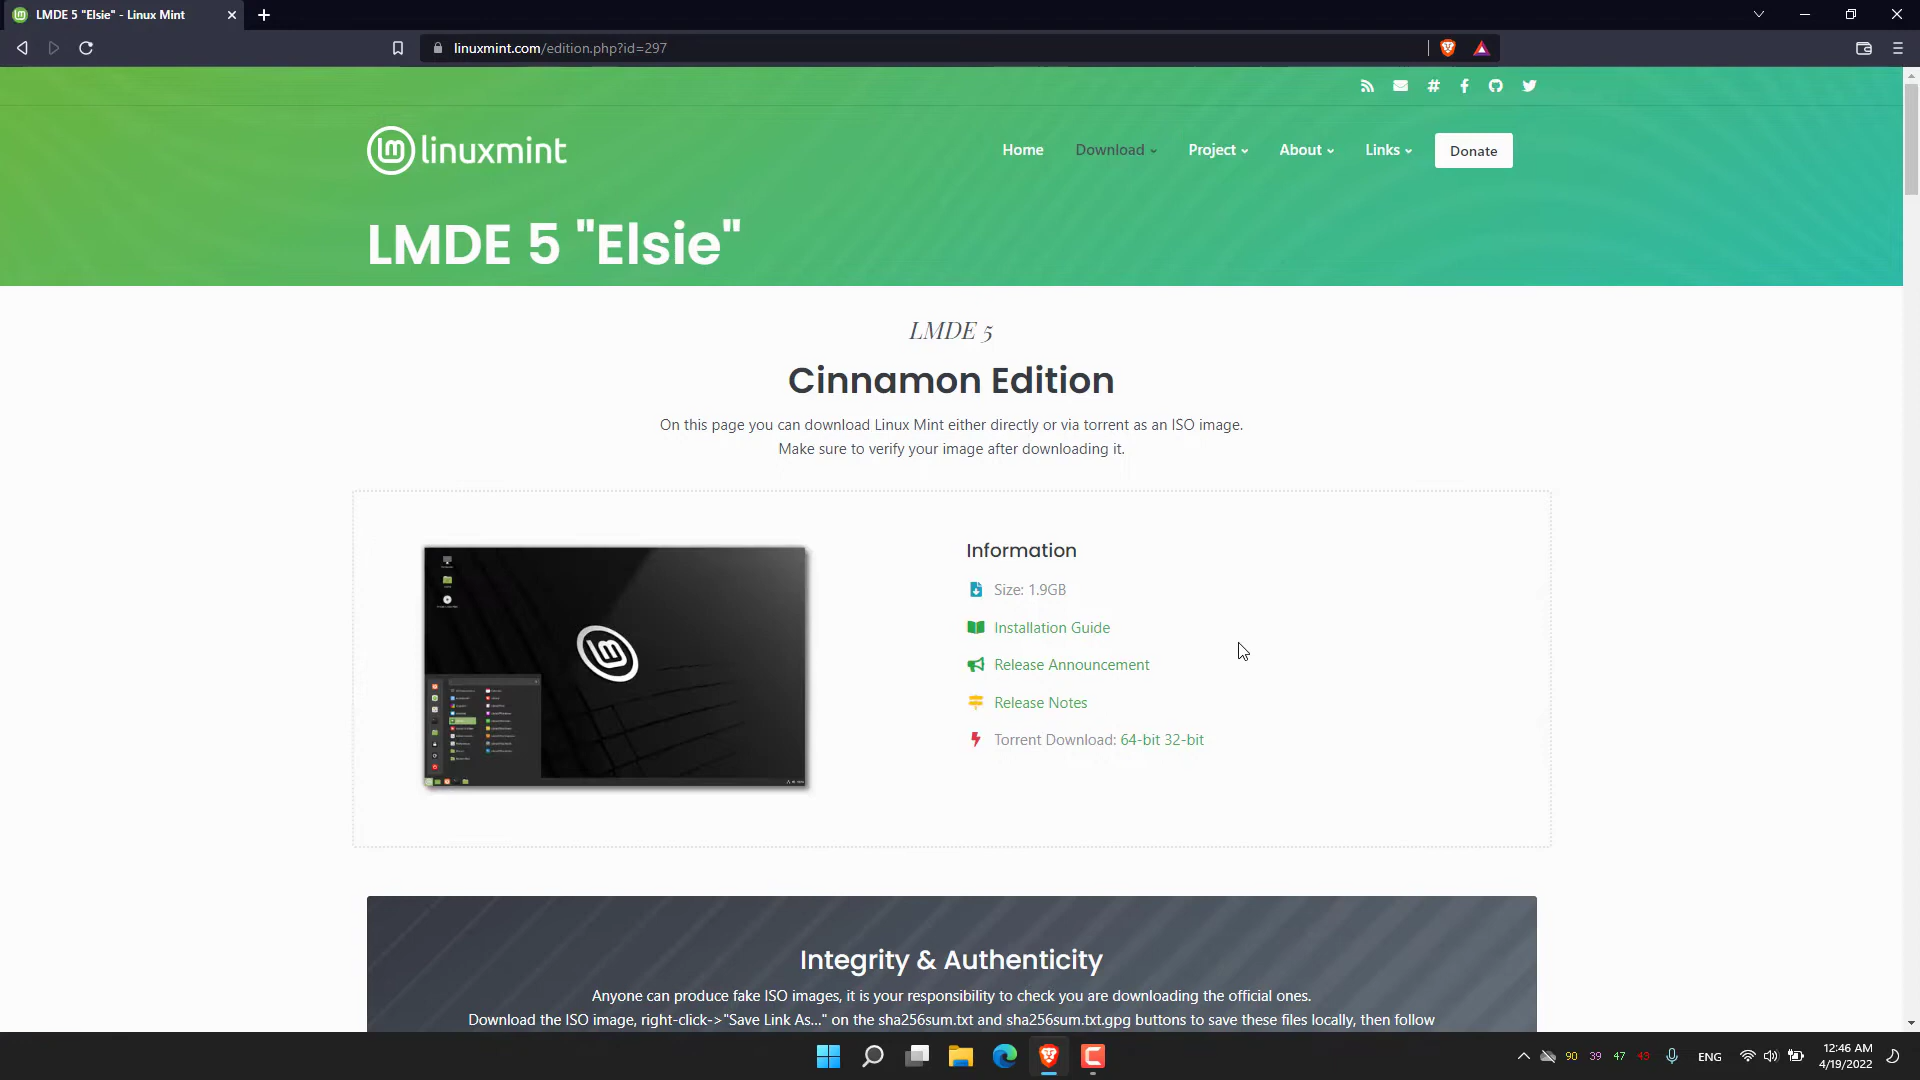 LMDE 5 "Elsie" - Linux Mint
linuxmint.com/edition.php?id=297
linuxmint
Home
Download
Project
About
Links
Donate
LMDE 5 "Elsie"
LMDE 5
Cinnamon Edition
On this page you can download Linux Mint either directly or via torrent as an ISO image.
Make sure to verify your image after downloading it.
Information
Size: 1.9GB
Installation Guide
Release Announcement
Release Notes
Torrent Download: 64-bit 32-bit
Integrity & Authenticity
Anyone can produce fake ISO images, it is your responsibility to check you are downloading the official ones.
Download the ISO image, right-click->"Save Link As..." on the sha256sum.txt and sha256sum.txt.gpg buttons to save these files locally, then follow
90 39 47 43
ENG
12:46 AM
4/19/2022